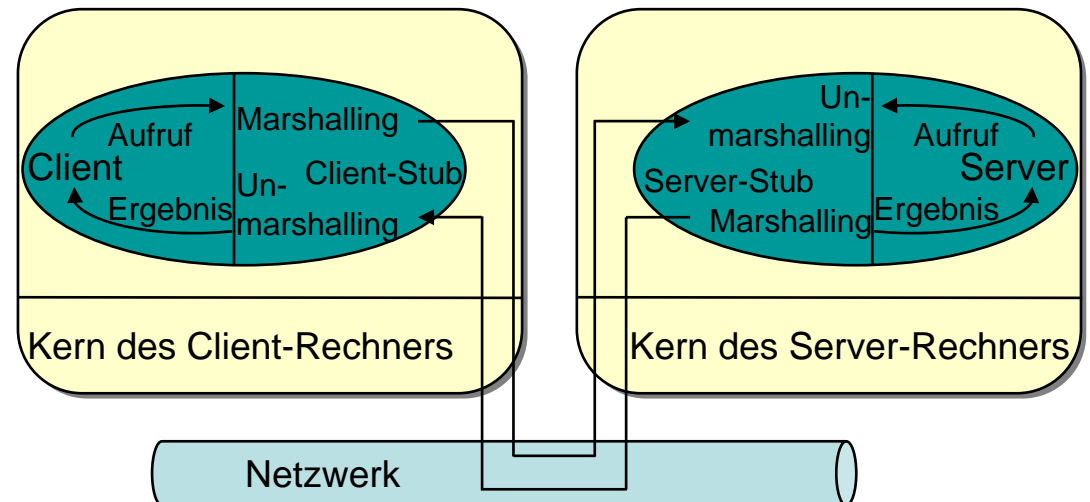 Aufruf
Client
Ergebnis
Marshalling
Client-Stub
Un-
marshalling
Kern des Client-Rechners
Un-
marshalling
Server-Stub
Marshalling
Aufruf
Server
Ergebnis
Kern des Server-Rechners
Netzwerk